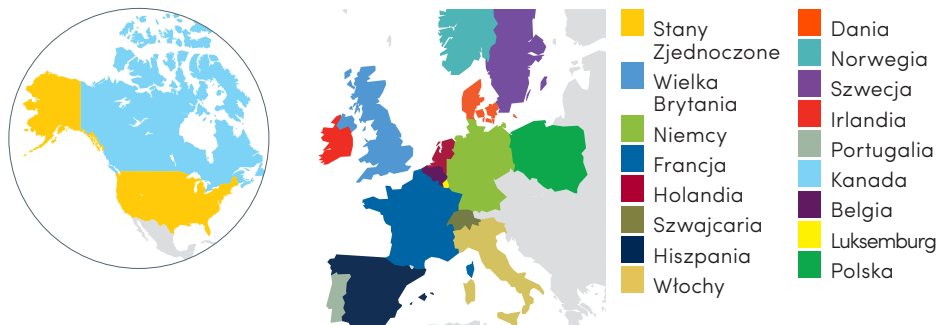 Stany
Zjednoczone
Wielka
Brytania
Niemcy
Francja
Holandia
Szwajcaria
Hiszpania
Włochy
Dania
Norwegia
Szwecja
Irlandia
Portugalia
Kanada
Belgia
Luksemburg
Polska